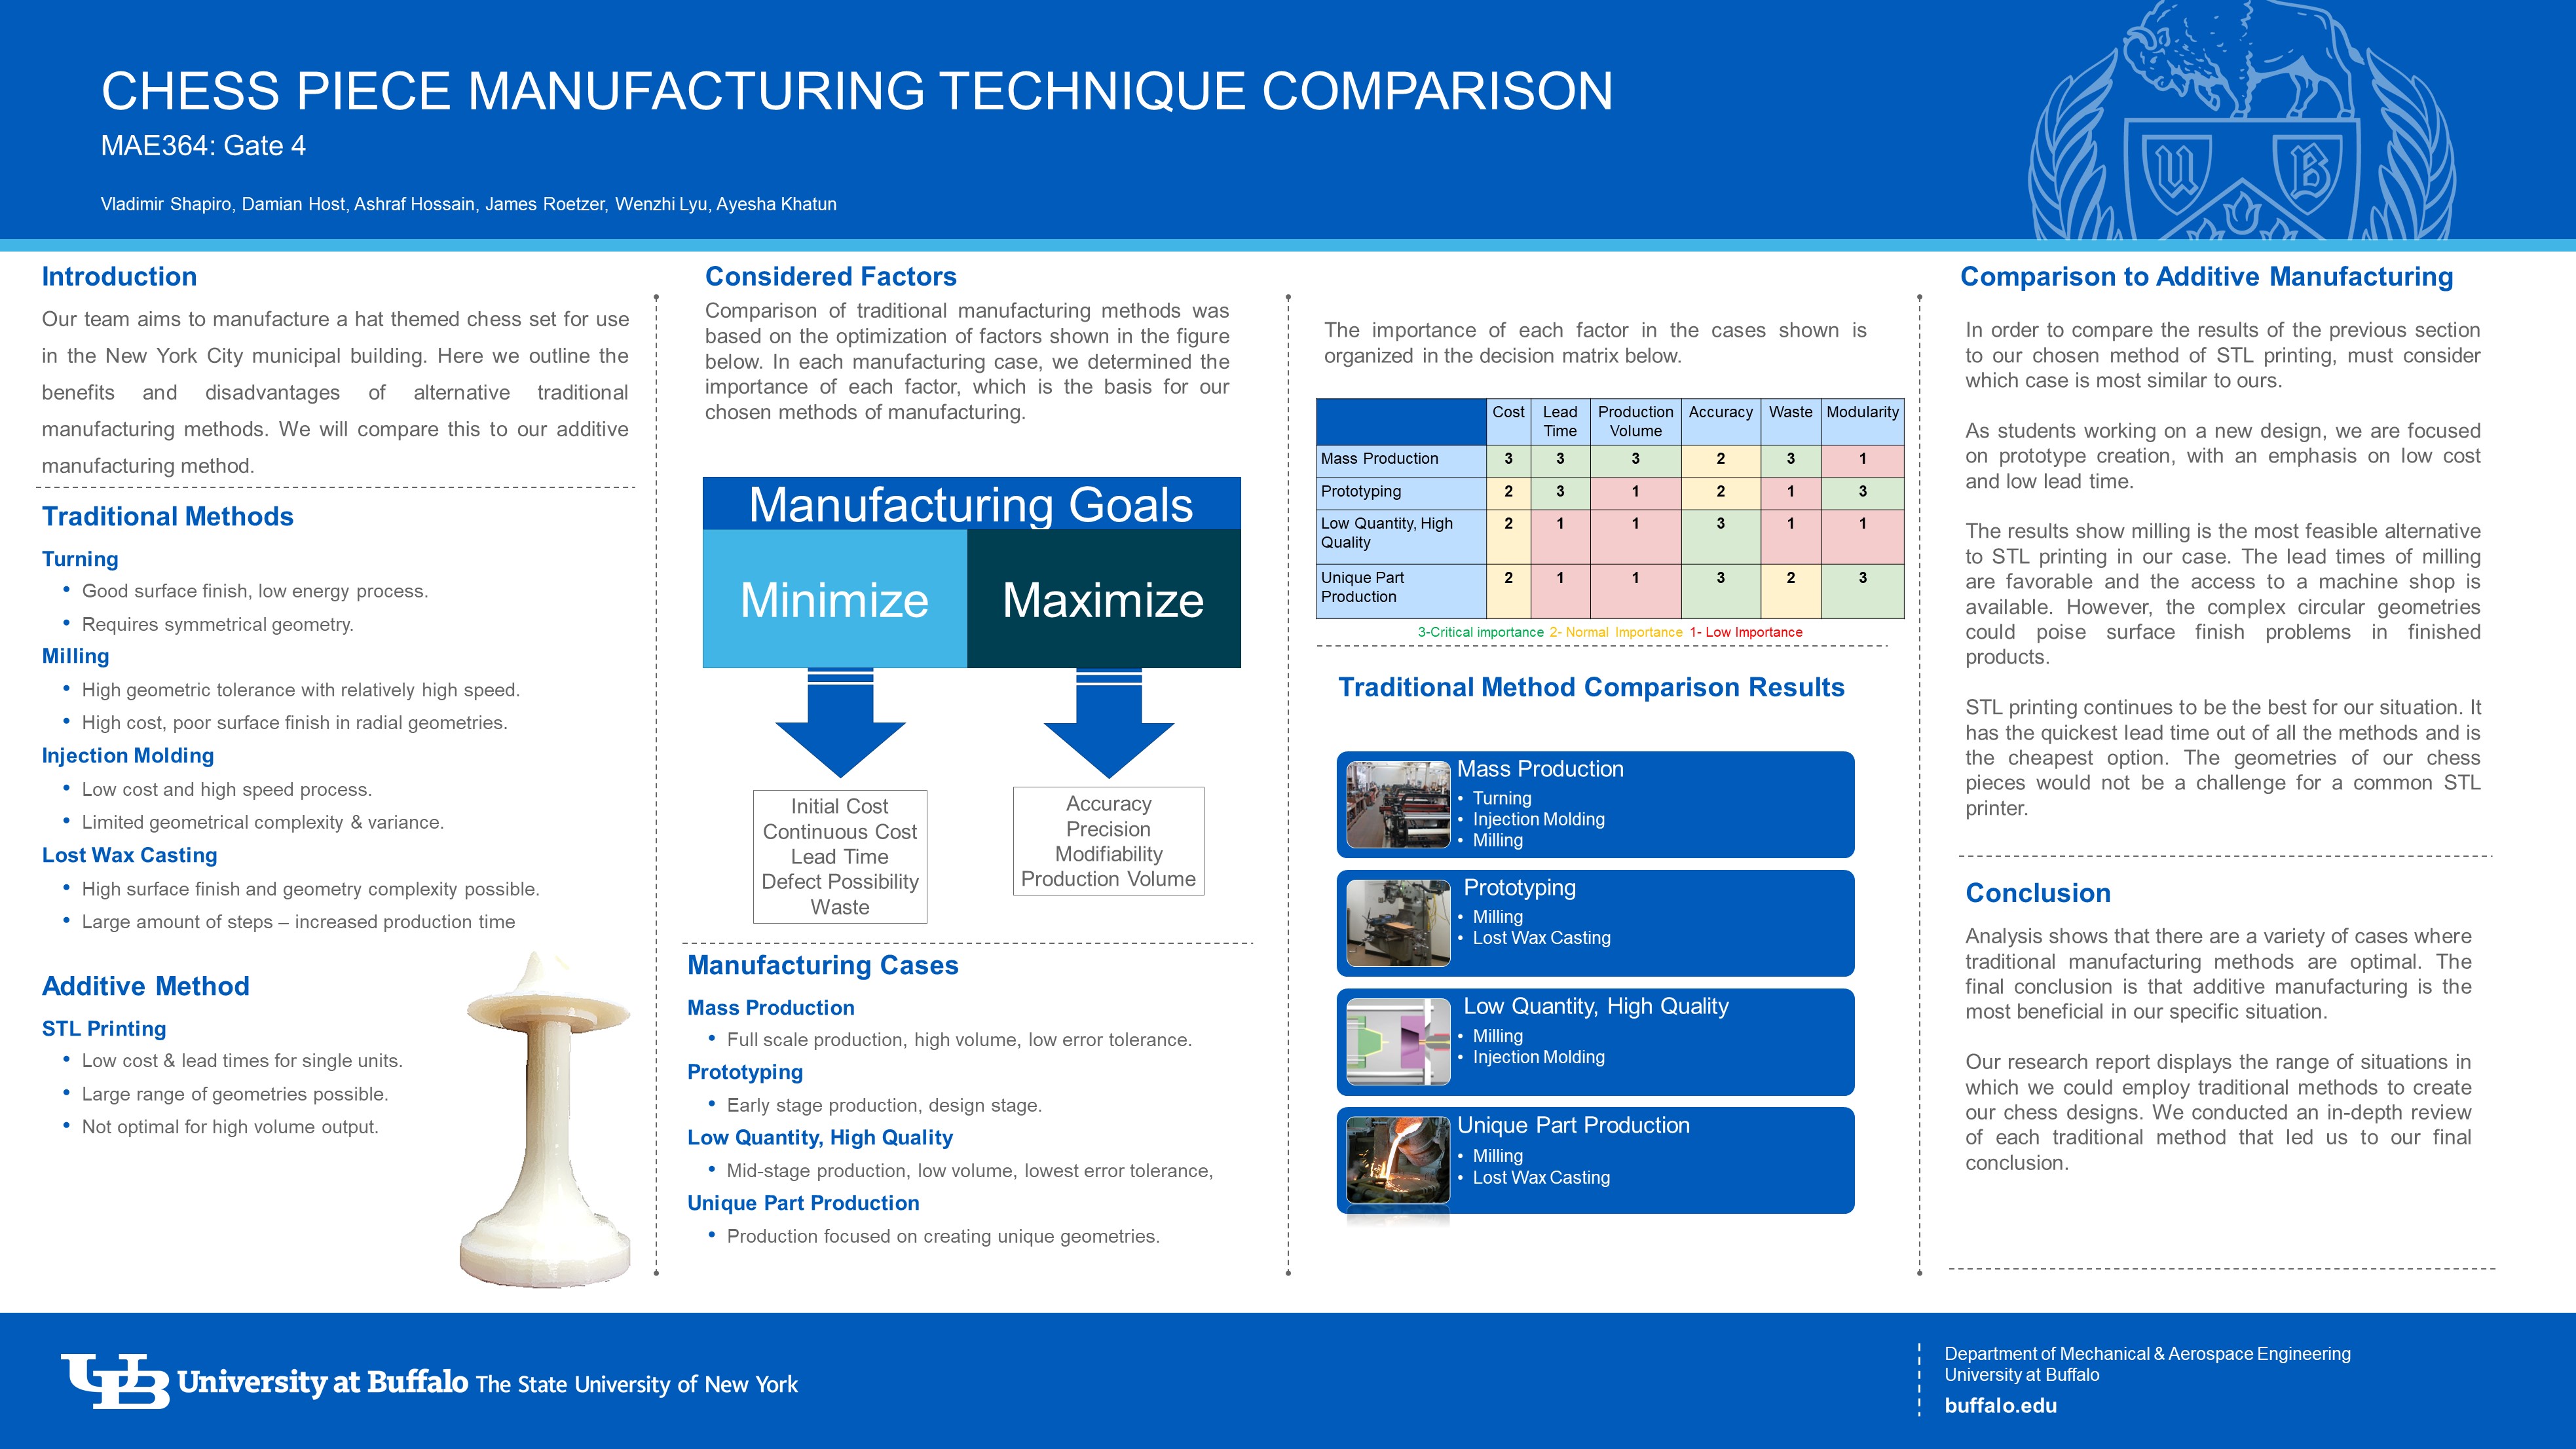 CHESS PIECE MANUFACTURING TECHNIQUE COMPARISON
MAE364: Gate 4
Vladimir Shapiro, Damian Host, Ashraf Hossain, James Roetzer, Wenzhi Lyu, Ayesha Khatun
U B
Introduction
Our team aims to manufacture a hat themed chess set for use
in the New York City municipal building. Here we outline the
benefits and disadvantages of alternative traditional
manufacturing methods. We will compare this to our additive
manufacturing method.
Traditional Methods
Turning
• Good surface finish, low energy process.
• Requires symmetrical geometry.
Milling
• High geometric tolerance with relatively high speed.
• High cost, poor surface finish in radial geometries.
Injection Molding
• Low cost and high speed process.
• Limited geometrical complexity & variance.
Lost Wax Casting
• High surface finish and geometry complexity possible.
• Large amount of steps – increased production time
Additive Method
STL Printing
• Low cost & lead times for single units.
• Large range of geometries possible.
• Not optimal for high volume output.
Considered Factors
Comparison of traditional manufacturing methods was
based on the optimization of factors shown in the figure
below. In each manufacturing case, we determined the
importance of each factor, which is the basis for our
chosen methods of manufacturing.
Manufacturing Goals
Minimize Maximize
Initial Cost
Continuous Cost
Lead Time
Defect Possibility
Waste
Accuracy
Precision
Modifiability
Production Volume
Manufacturing Cases
Mass Production
• Full scale production, high volume, low error tolerance.
Prototyping
• Early stage production, design stage.
Low Quantity, High Quality
• Mid-stage production, low volume, lowest error tolerance,
Unique Part Production
• Production focused on creating unique geometries.
The importance of each factor in the cases shown is
organized in the decision matrix below.
Cost Lead Time Production Volume Accuracy Waste Modularity
Mass Production 3 3 3 2 3 1
Prototyping 2 3 1 2 1 3
Low Quantity, High Quality 2 1 1 3 1 1
Unique Part Production 2 1 1 3 2 3
3-Critical importance 2- Normal Importance 1- Low Importance
Traditional Method Comparison Results
Mass Production
• Turning
• Injection Molding
• Milling
Prototyping
• Milling
• Lost Wax Casting
Low Quantity, High Quality
• Milling
• Injection Molding
Unique Part Production
• Milling
• Lost Wax Casting
Comparison to Additive Manufacturing
In order to compare the results of the previous section
to our chosen method of STL printing, must consider
which case is most similar to ours.
As students working on a new design, we are focused
on prototype creation, with an emphasis on low cost
and low lead time.
The results show milling is the most feasible alternative
to STL printing in our case. The lead times of milling
are favorable and the access to a machine shop is
available. However, the complex circular geometries
could poise surface finish problems in finished
products.
STL printing continues to be the best for our situation. It
has the quickest lead time out of all the methods and is
the cheapest option. The geometries of our chess
pieces would not be a challenge for a common STL
printer.
Conclusion
Analysis shows that there are a variety of cases where
traditional manufacturing methods are optimal. The
final conclusion is that additive manufacturing is the
most beneficial in our specific situation.
Our research report displays the range of situations in
which we could employ traditional methods to create
our chess designs. We conducted an in-depth review
of each traditional method that led us to our final
conclusion.
UB University at Buffalo The State University of New York
Department of Mechanical & Aerospace Engineering
University at Buffalo
buffalo.edu